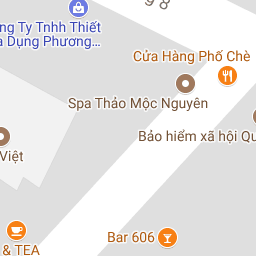 ng Ty Tnhh Thiết
a Dụng Phương...
86
Cửa Hàng Phố Chè
Spa Thảo Mộc Nguyên
Bảo hiểm xã hội Qu
Việt
Bar 606
& TEA